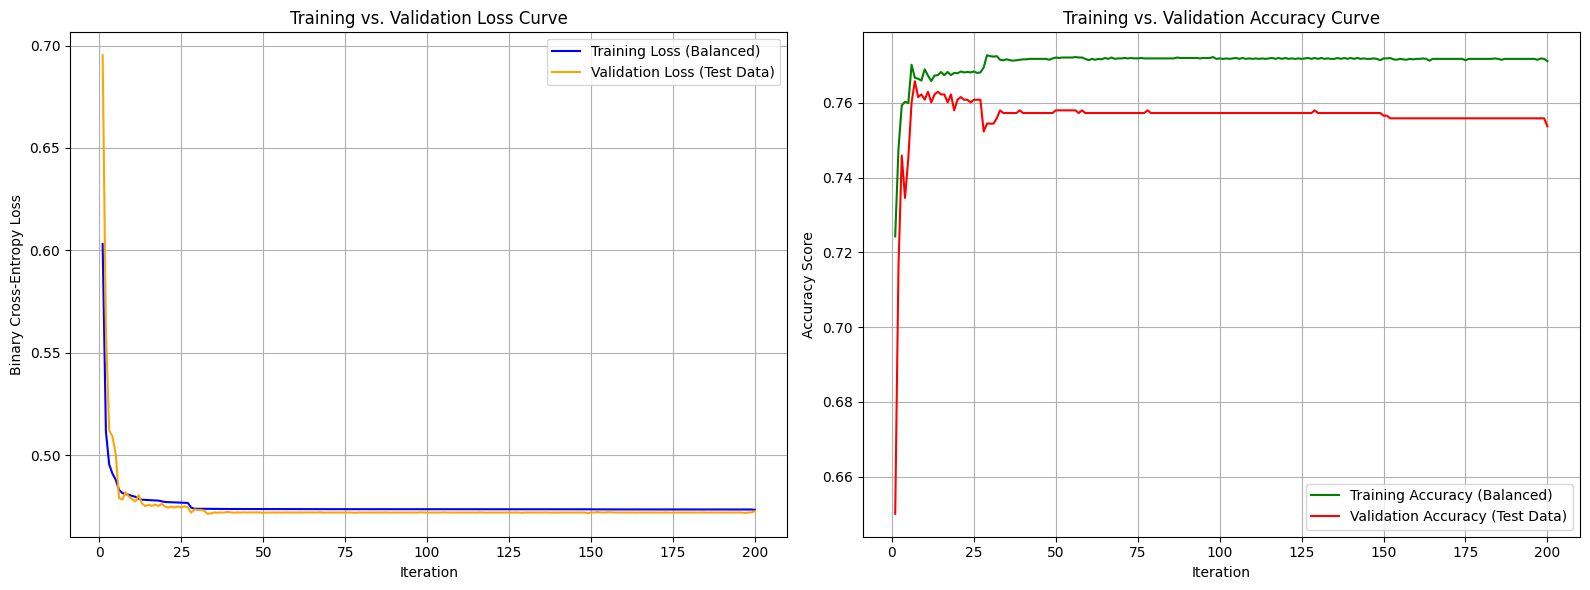 Training vs. Validation Loss Curve
0.70
0.65
0.60
0.55
0.50
Binary Cross-Entropy Loss
Training Loss (Balanced)
Validation Loss (Test Data)
0 25 50 75 100 125 150 175 200
Iteration
Training vs. Validation Accuracy Curve
0.76
0.74
0.72
0.70
0.68
0.66
Accuracy Score
Training Accuracy (Balanced)
Validation Accuracy (Test Data)
0 25 50 75 100 125 150 175 200
Iteration